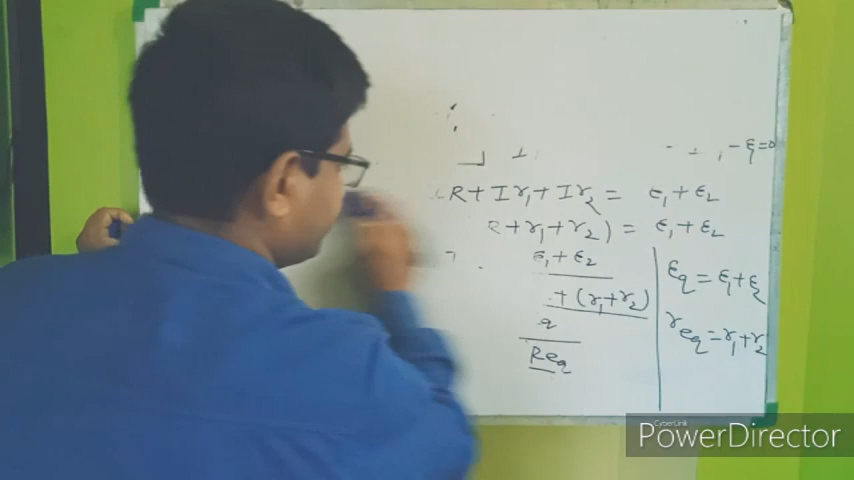 - ε=0
R + Ir₁ + Ir₂ = ε₁ + ε₂
R + r₁ + r₂) = ε₁ + ε₂
ε₁ + ε₂
+ (r₁ + r₂)
q
Req
εq = ε₁ + ε₂
req = r₁ + r₂
CyberLink
PowerDirector